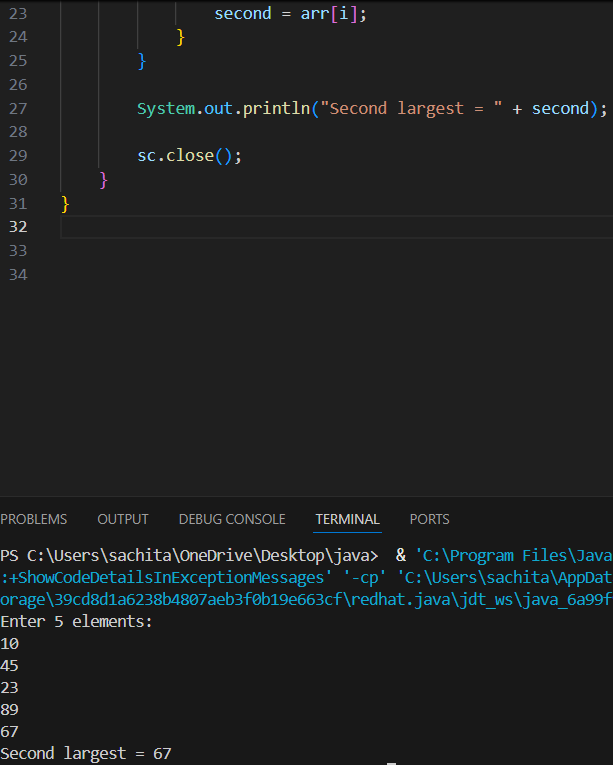 23 second = arr[i];
24 }
25 }
26
27 System.out.println("Second largest = " + second);
28
29 sc.close();
30 }
31 }
32
33
34
PROBLEMS OUTPUT DEBUG CONSOLE TERMINAL PORTS
PS C:\Users\sachita\OneDrive\Desktop\java> & 'C:\Program Files\Java
:+ShowCodeDetailsInExceptionMessages' '-cp' 'C:\Users\sachita\AppDat
orage\39cd8d1a6238b4807aeb3f0b19e663cf\redhat.java\jdt_ws\java_6a99f
Enter 5 elements:
10
45
23
89
67
Second largest = 67